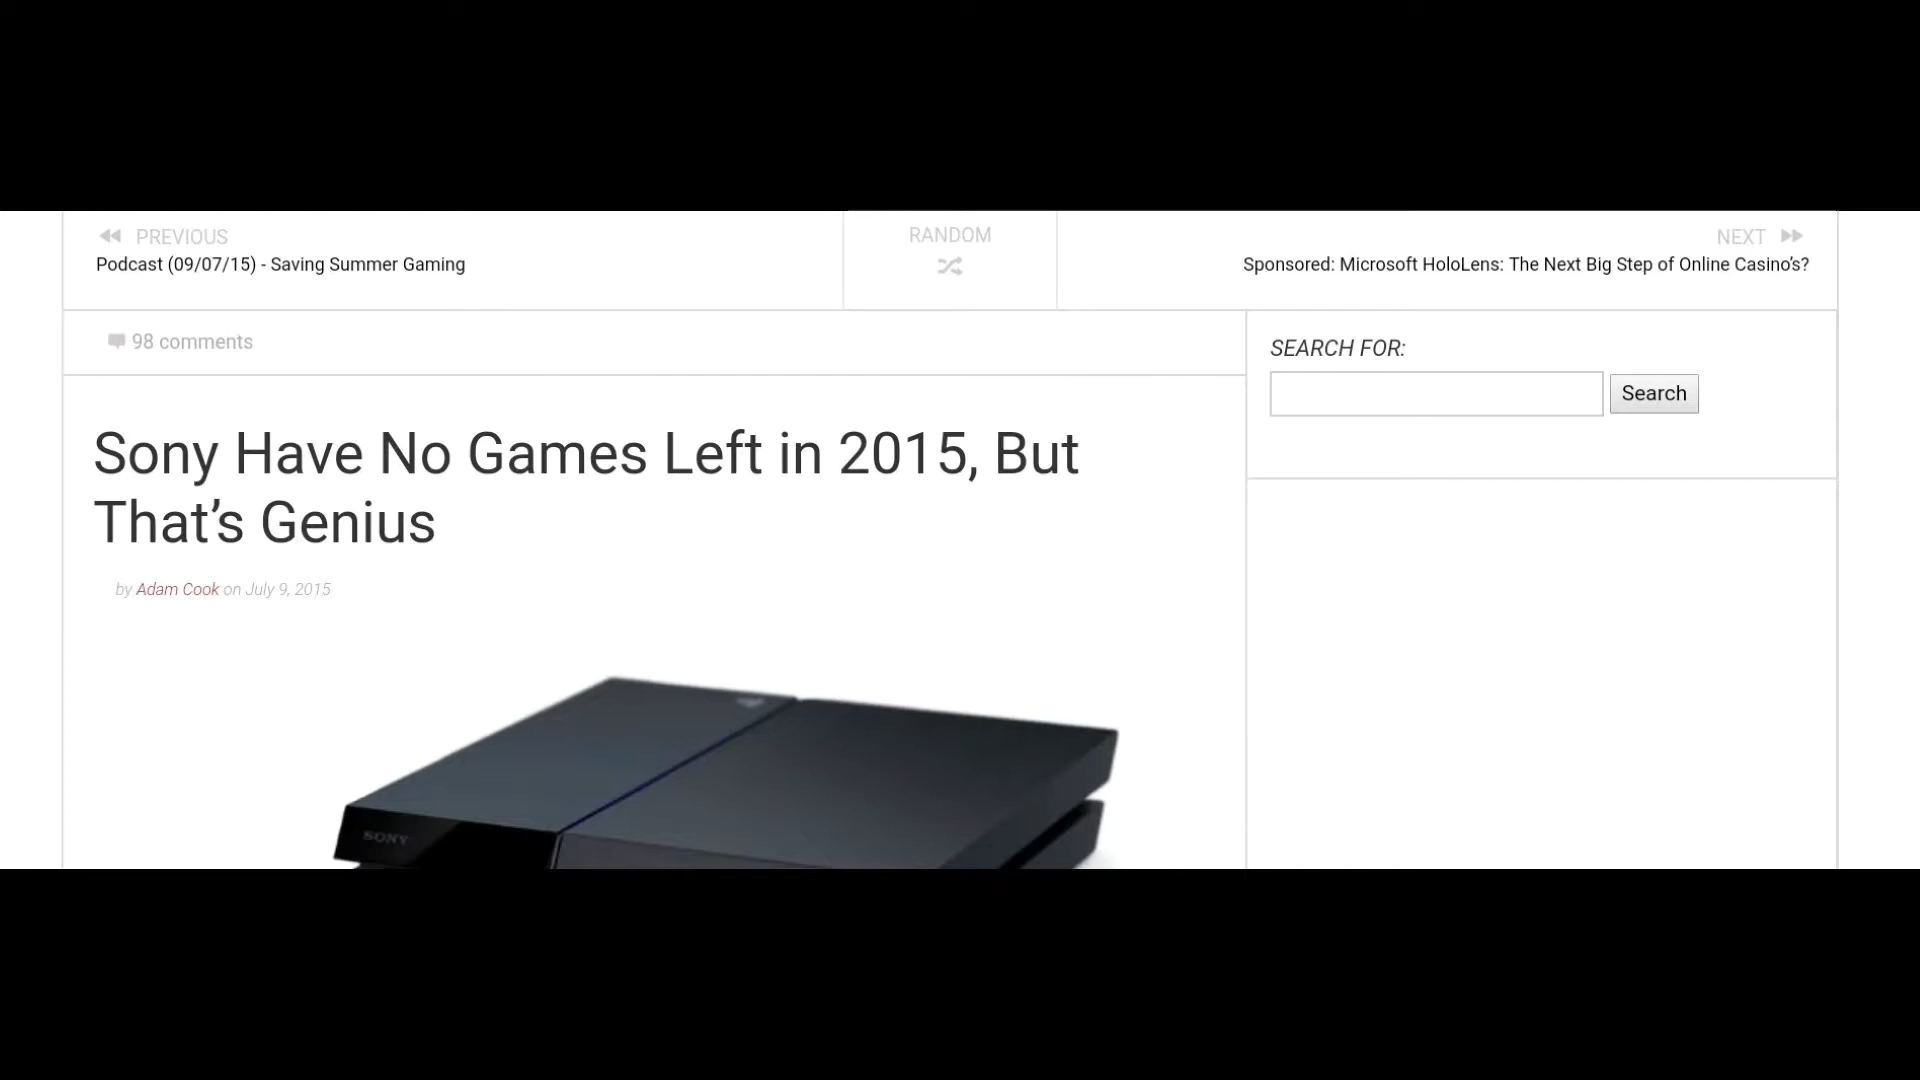 PREVIOUS
Podcast (09/07/15) - Saving Summer Gaming
RANDOM
NEXT
Sponsored: Microsoft HoloLens: The Next Big Step of Online Casino’s?
98 comments
SEARCH FOR:
Search
Sony Have No Games Left in 2015, But
That’s Genius
by Adam Cook on July 9, 2015
SONY